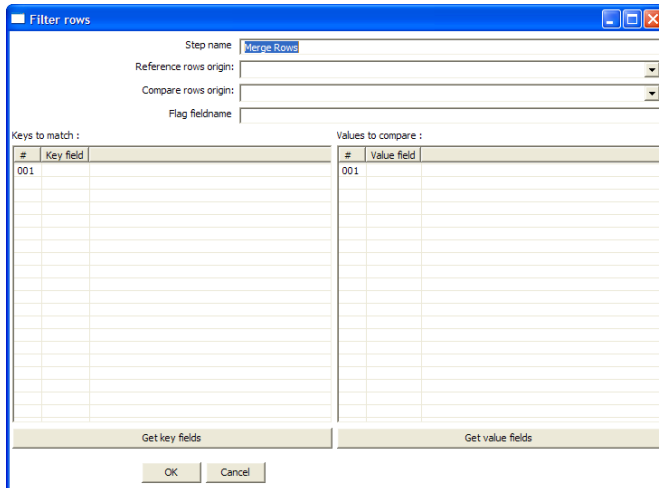 Filter rows
Step name Merge Rows
Reference rows origin:
Compare rows origin:
Flag fieldname
Keys to match :
Values to compare :
# Key field
# Value field
001
001
Get key fields
Get value fields
OK Cancel